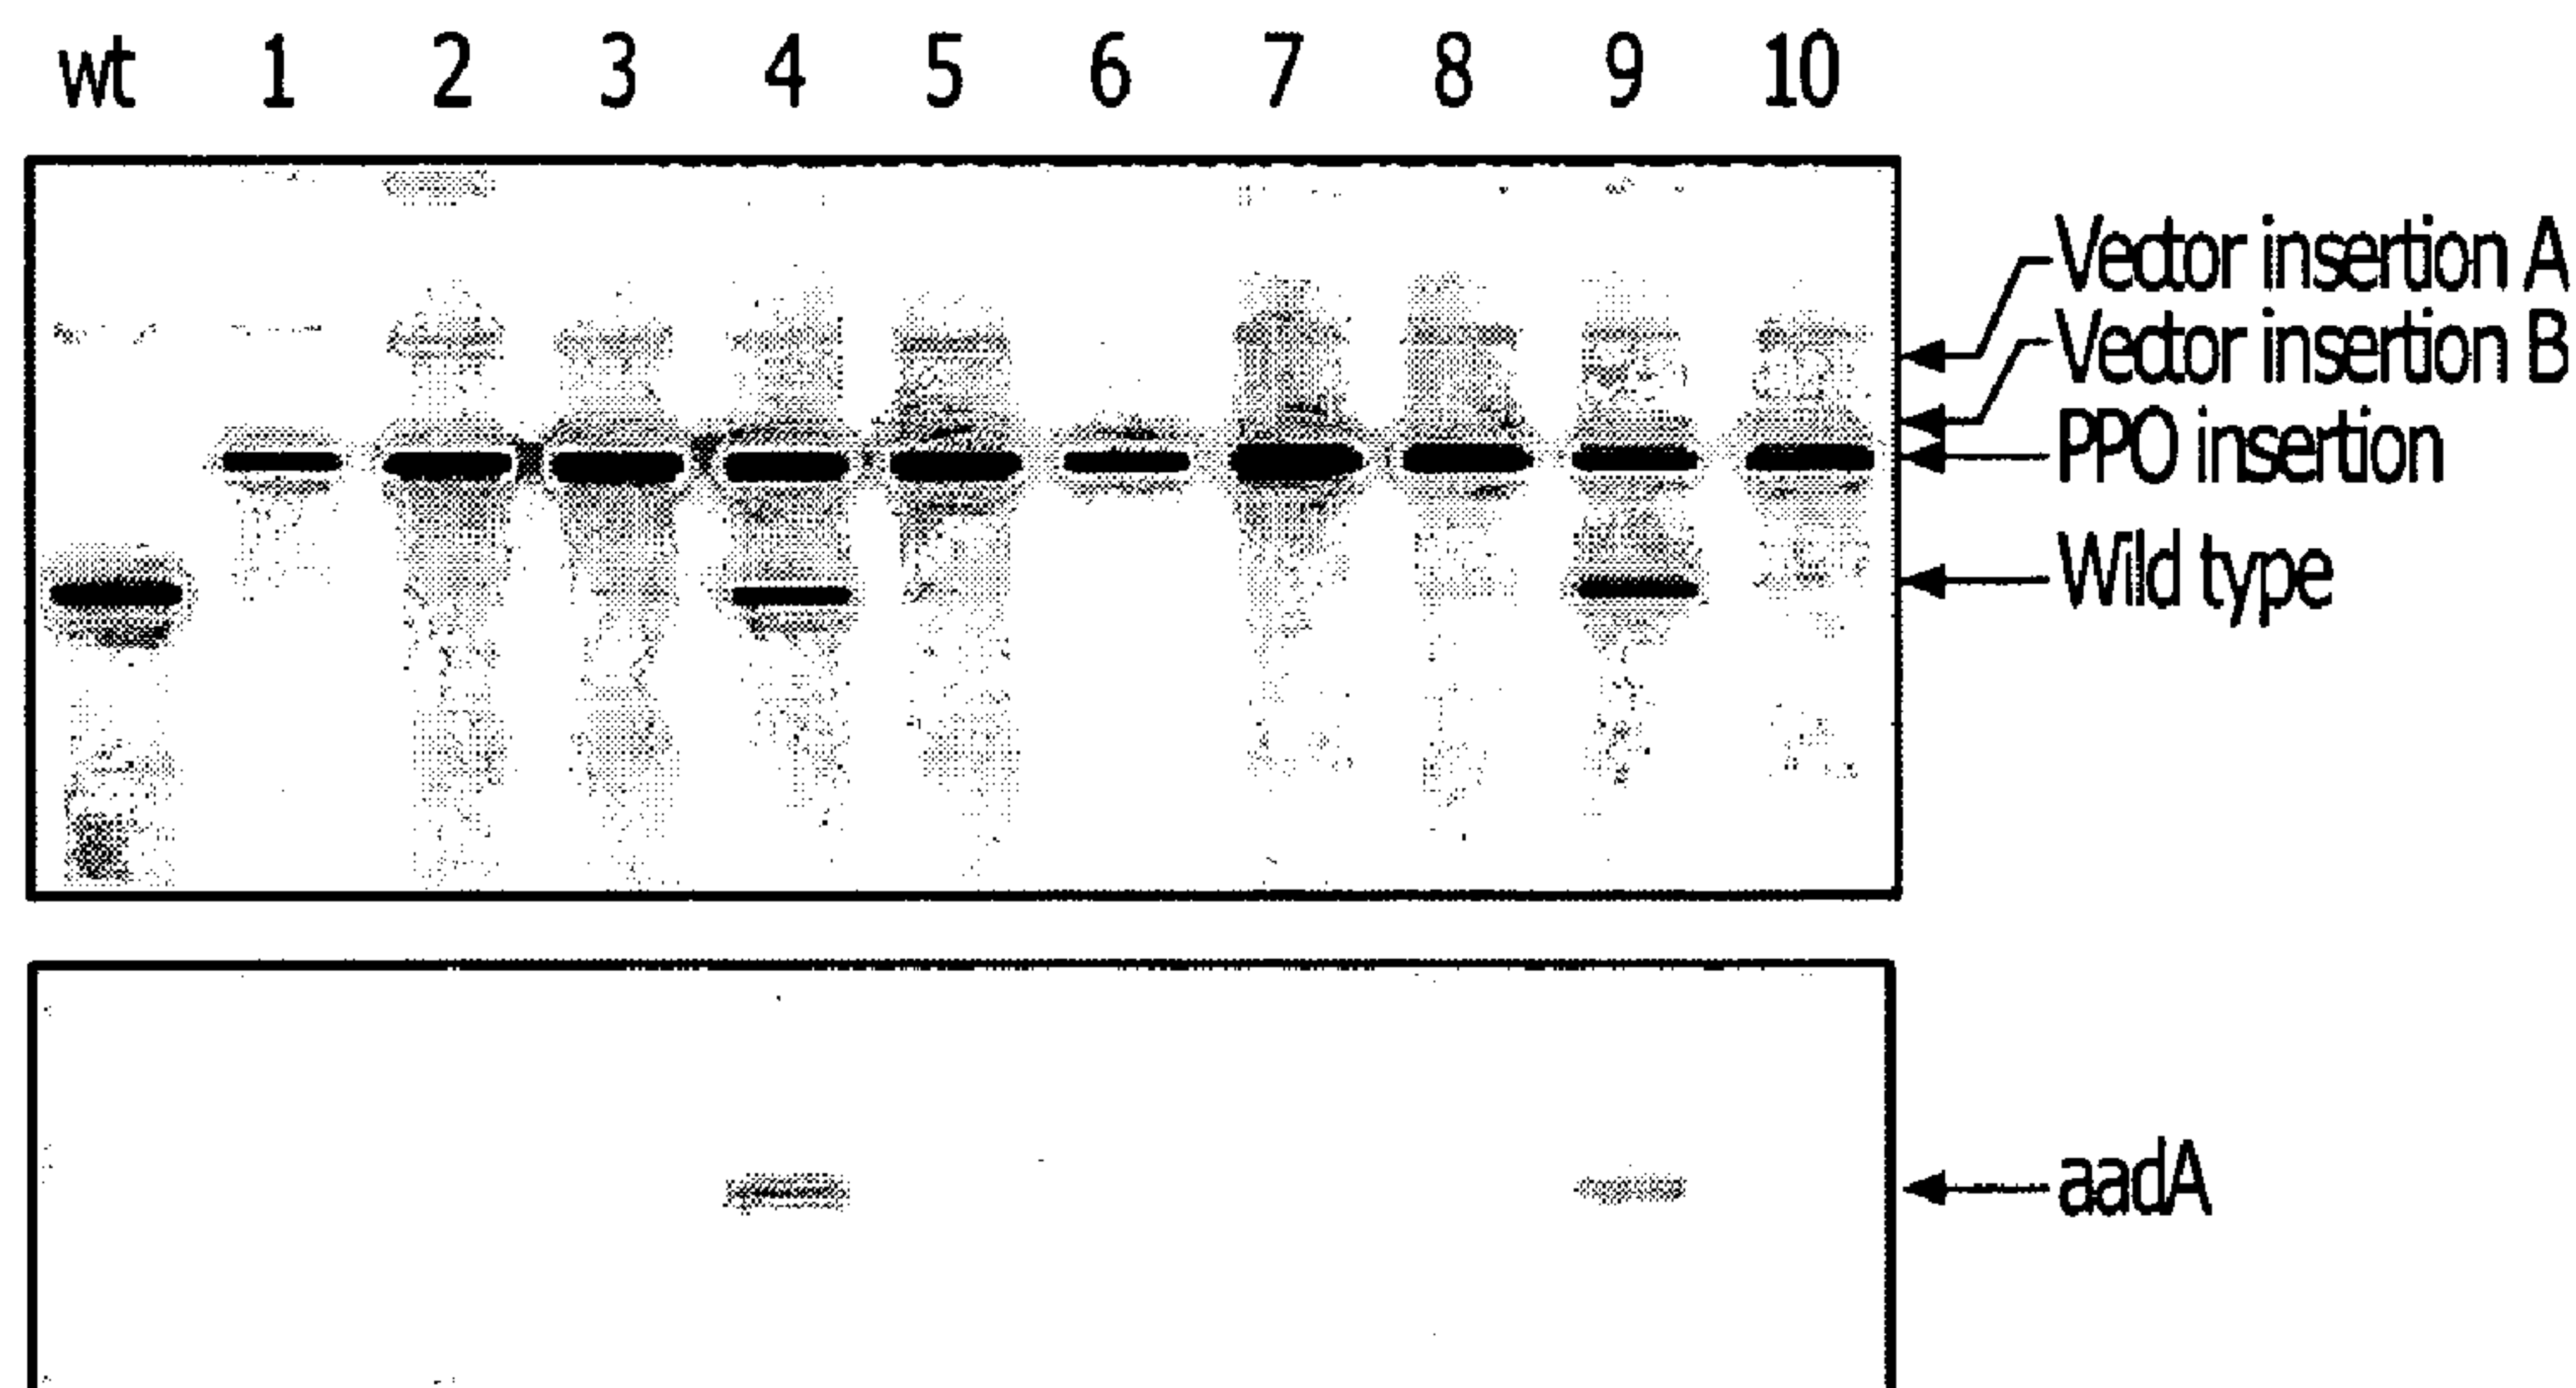 wt 1 2 3 4 5 6 7 8 9 10
Vector insertion A
Vector insertion B
PPO insertion
Wild type
aadA